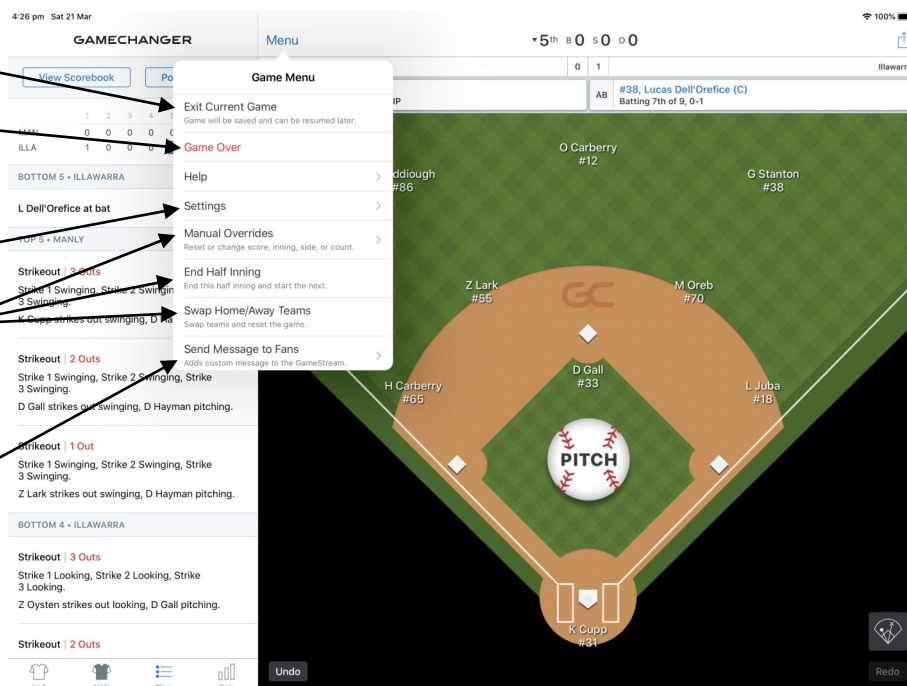 4:26 pm Sat 21 Mar
100%
GAMECHANGER
Menu
5th B 0 S 0 O 0
View Scorebook
0 1
Illawarr
AB
#38, Lucas Dell'Orefice (C)
Batting 7th of 9, 0-1
1 2 3 4
MAN 0 0 0 0
ILLA 1 0 0 0
BOTTOM 5 • ILLAWARRA
L Dell'Orefice at bat
TOP 5 • MANLY
Strikeout | 3 Outs
Strike 1 Swinging, Strike 2 Swingin
3 Swinging.
K Cupp strikes out swinging, D Ha
Strikeout | 2 Outs
Strike 1 Swinging, Strike 2 Swinging, Strike
3 Swinging.
D Gall strikes out swinging, D Hayman pitching.
Strikeout | 1 Out
Strike 1 Swinging, Strike 2 Swinging, Strike
3 Swinging.
Z Lark strikes out swinging, D Hayman pitching.
BOTTOM 4 • ILLAWARRA
Strikeout | 3 Outs
Strike 1 Looking, Strike 2 Looking, Strike
3 Looking.
Z Oysten strikes out looking, D Gall pitching.
Strikeout | 2 Outs
Game Menu
Exit Current Game
Game will be saved and can be resumed later.
Game Over
Help
Settings
Manual Overrides
Reset or change score, inning, side, or count.
End Half Inning
End this half inning and start the next.
Swap Home/Away Teams
Swap teams and reset the game.
Send Message to Fans
Adds custom message to the GameStream.
O Carberry
#12
ddiough
#86
G Stanton
#38
Z Lark
#55
GC
M Oreb
#70
D Gall
#33
H Carberry
#65
L Juba
#18
PITCH
K Cupp
#31
Undo
Redo